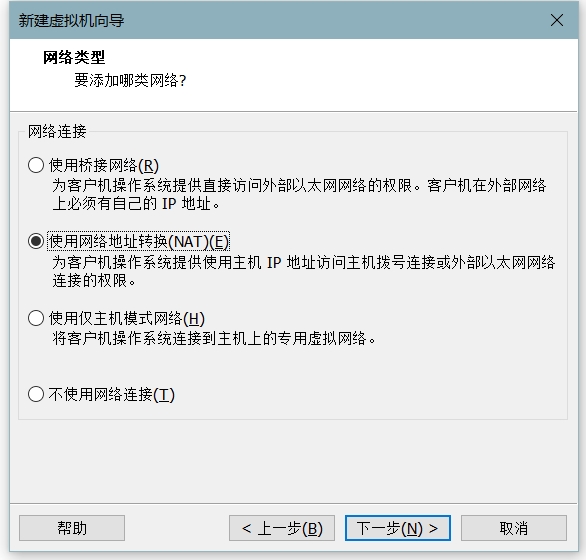 新建虚拟机向导
网络类型
要添加哪类网络?
网络连接
使用桥接网络(R)
为客户机操作系统提供直接访问外部以太网网络的权限。客户机在外部网络
上必须有自己的 IP 地址。
使用网络地址转换(NAT)(E)
为客户机操作系统提供使用主机 IP 地址访问主机拨号连接或外部以太网网络
连接的权限。
使用仅主机模式网络(H)
将客户机操作系统连接到主机上的专用虚拟网络。
不使用网络连接(T)
帮助 < 上一步(B) 下一步(N) > 取消